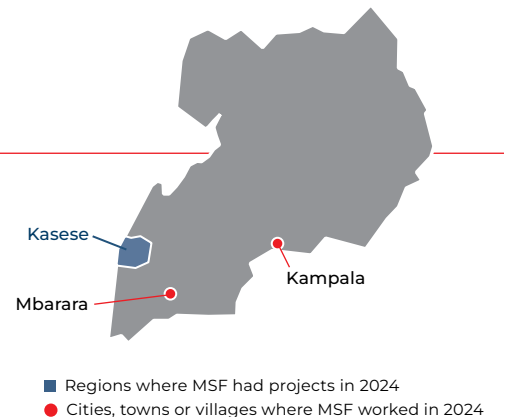 Kasese
Kampala
Mbarara
Regions where MSF had projects in 2024
Cities, towns or villages where MSF worked in 2024